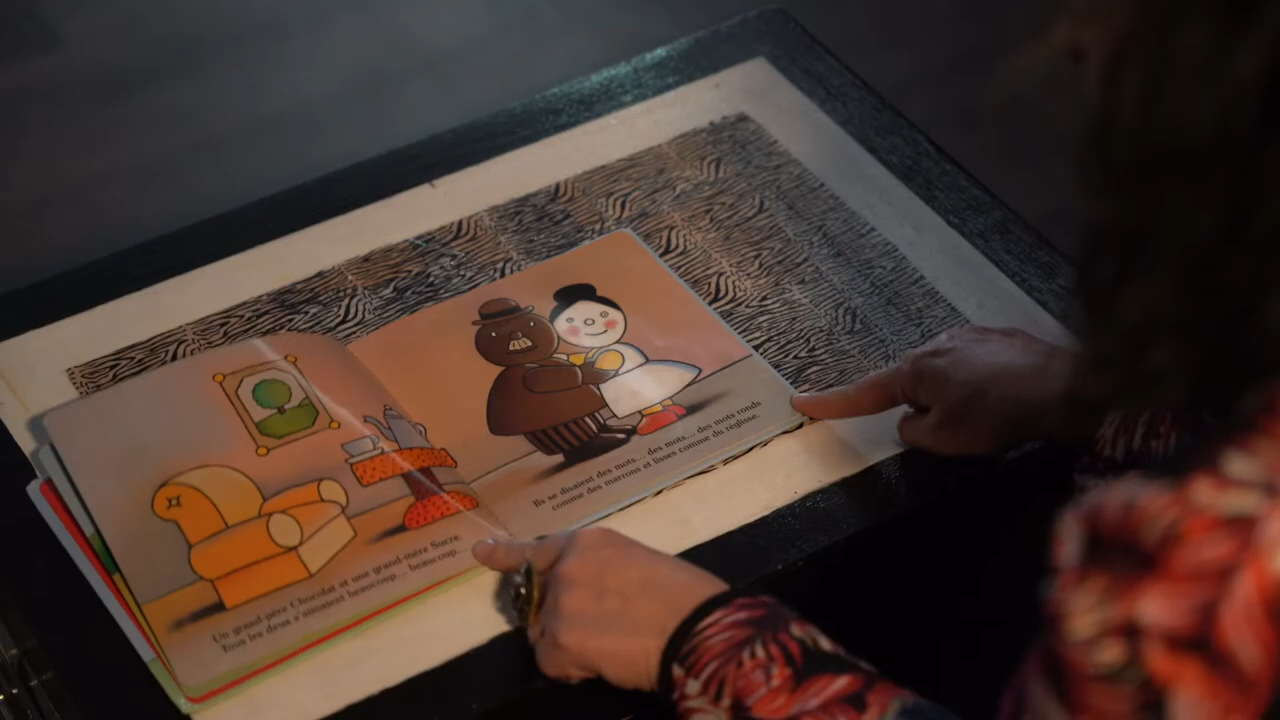 Un grand-père Chocolat et une grand-mère Sucre.
Tous les deux s'aimaient beaucoup... beaucoup...
Ils se disaient des mots... des mots... des mots ronds
comme des marrons et lisses comme du réglisse.